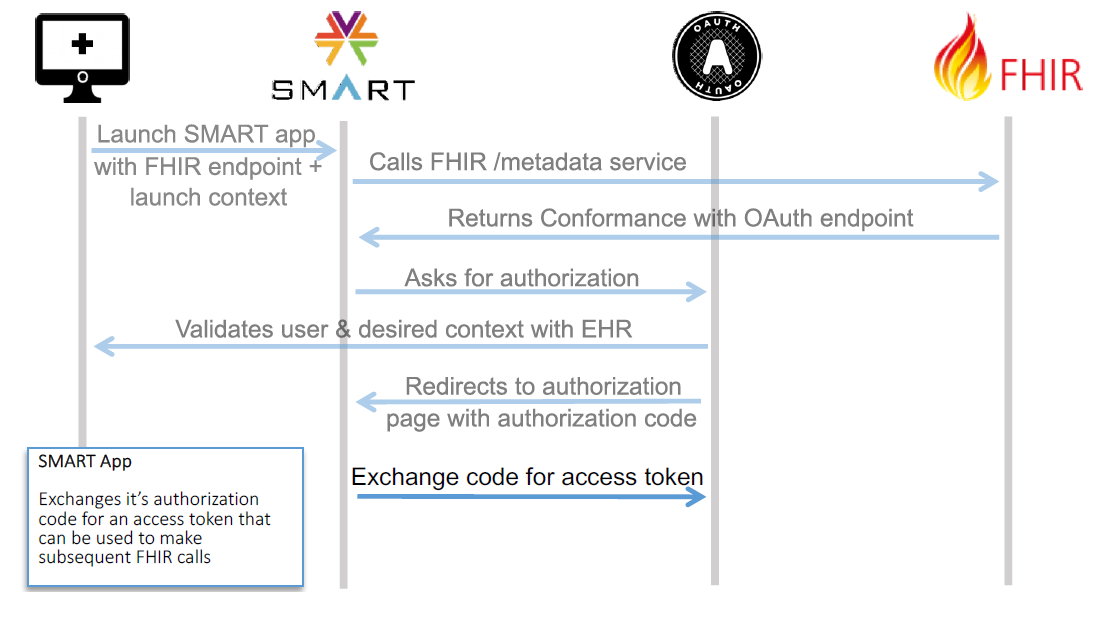 OAUTH
A
OAUTH
SMART
FHIR
Launch SMART app
with FHIR endpoint +
launch context
Calls FHIR /metadata service
Returns Conformance with OAuth endpoint
Asks for authorization
Validates user & desired context with EHR
Redirects to authorization
page with authorization code
Exchange code for access token
SMART App
Exchanges it’s authorization
code for an access token that
can be used to make
subsequent FHIR calls